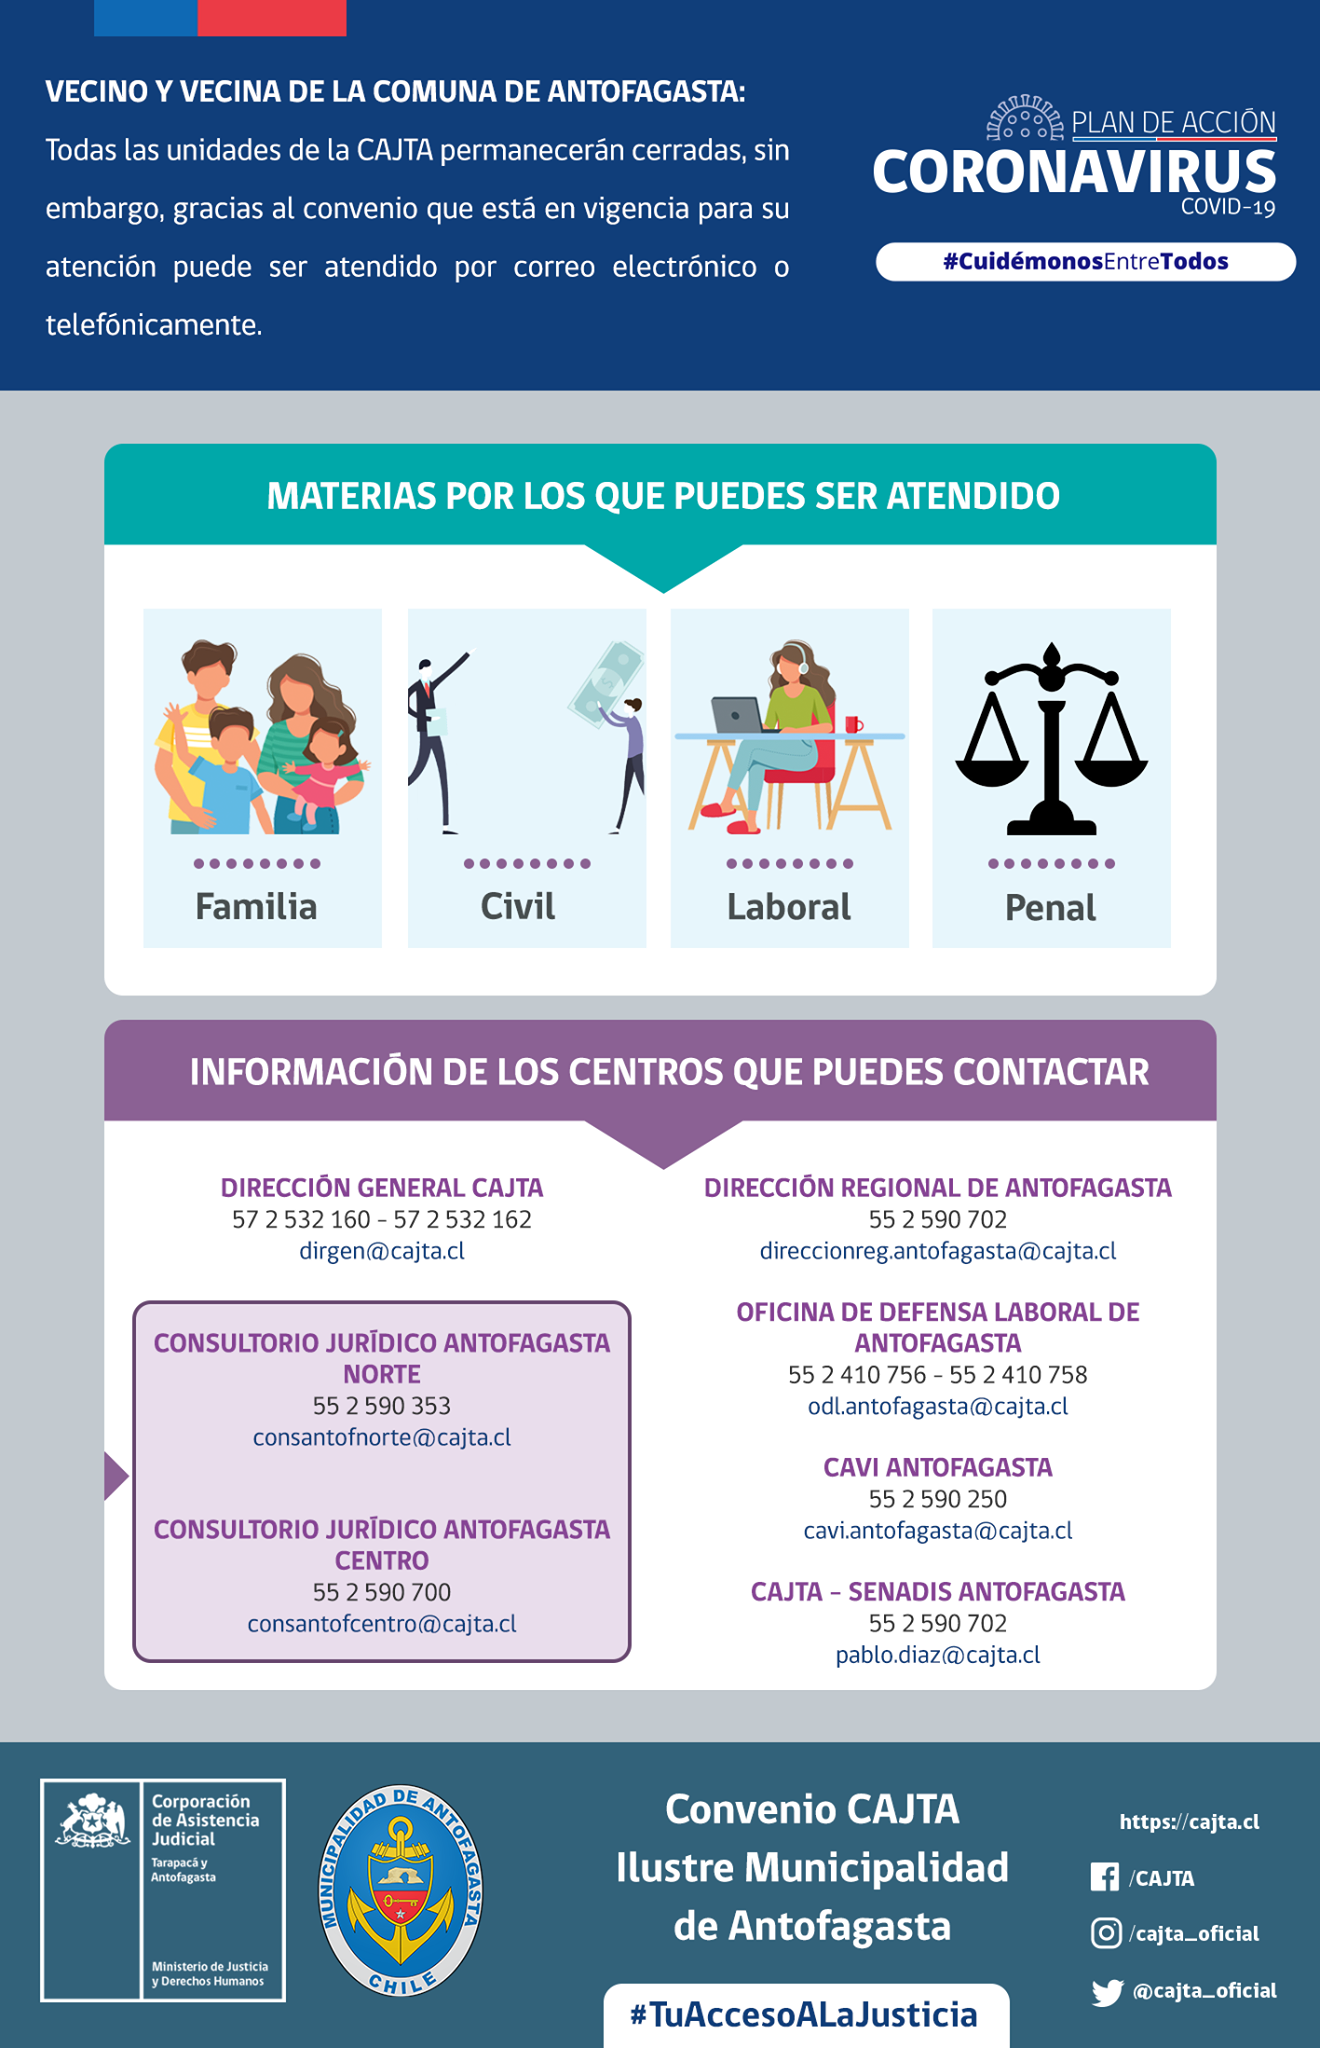 VECINO Y VECINA DE LA COMUNA DE ANTOFAGASTA:
Todas las unidades de la CAJTA permanecerán cerradas, sin
embargo, gracias al convenio que está en vigencia para su
atención puede ser atendido por correo electrónico o
telefónicamente.
PLAN DE ACCIÓN
CORONAVIRUS
COVID-19
#CuidémonosEntreTodos
MATERIAS POR LOS QUE PUEDES SER ATENDIDO
Familia
Civil
Laboral
Penal
INFORMACIÓN DE LOS CENTROS QUE PUEDES CONTACTAR
DIRECCIÓN GENERAL CAJTA
57 2 532 160 - 57 2 532 162
dirgen@cajta.cl
CONSULTORIO JURÍDICO ANTOFAGASTA
NORTE
55 2 590 353
consantofnorte@cajta.cl
CONSULTORIO JURÍDICO ANTOFAGASTA
CENTRO
55 2 590 700
consantofcentro@cajta.cl
DIRECCIÓN REGIONAL DE ANTOFAGASTA
55 2 590 702
direccionreg.antofagasta@cajta.cl
OFICINA DE DEFENSA LABORAL DE
ANTOFAGASTA
55 2 410 756 - 55 2 410 758
odl.antofagasta@cajta.cl
CAVI ANTOFAGASTA
55 2 590 250
cavi.antofagasta@cajta.cl
CAJTA - SENADIS ANTOFAGASTA
55 2 590 702
pablo.diaz@cajta.cl
Corporación
de Asistencia
Judicial
Tarapacá y
Antofagasta
Ministerio de Justicia
y Derechos Humanos
MUNICIPALIDAD DE ANTOFAGASTA
CHILE
Convenio CAJTA
Ilustre Municipalidad
de Antofagasta
#TuAccesoALaJusticia
https://cajta.cl
/CAJTA
/cajta_oficial
@cajta_oficial